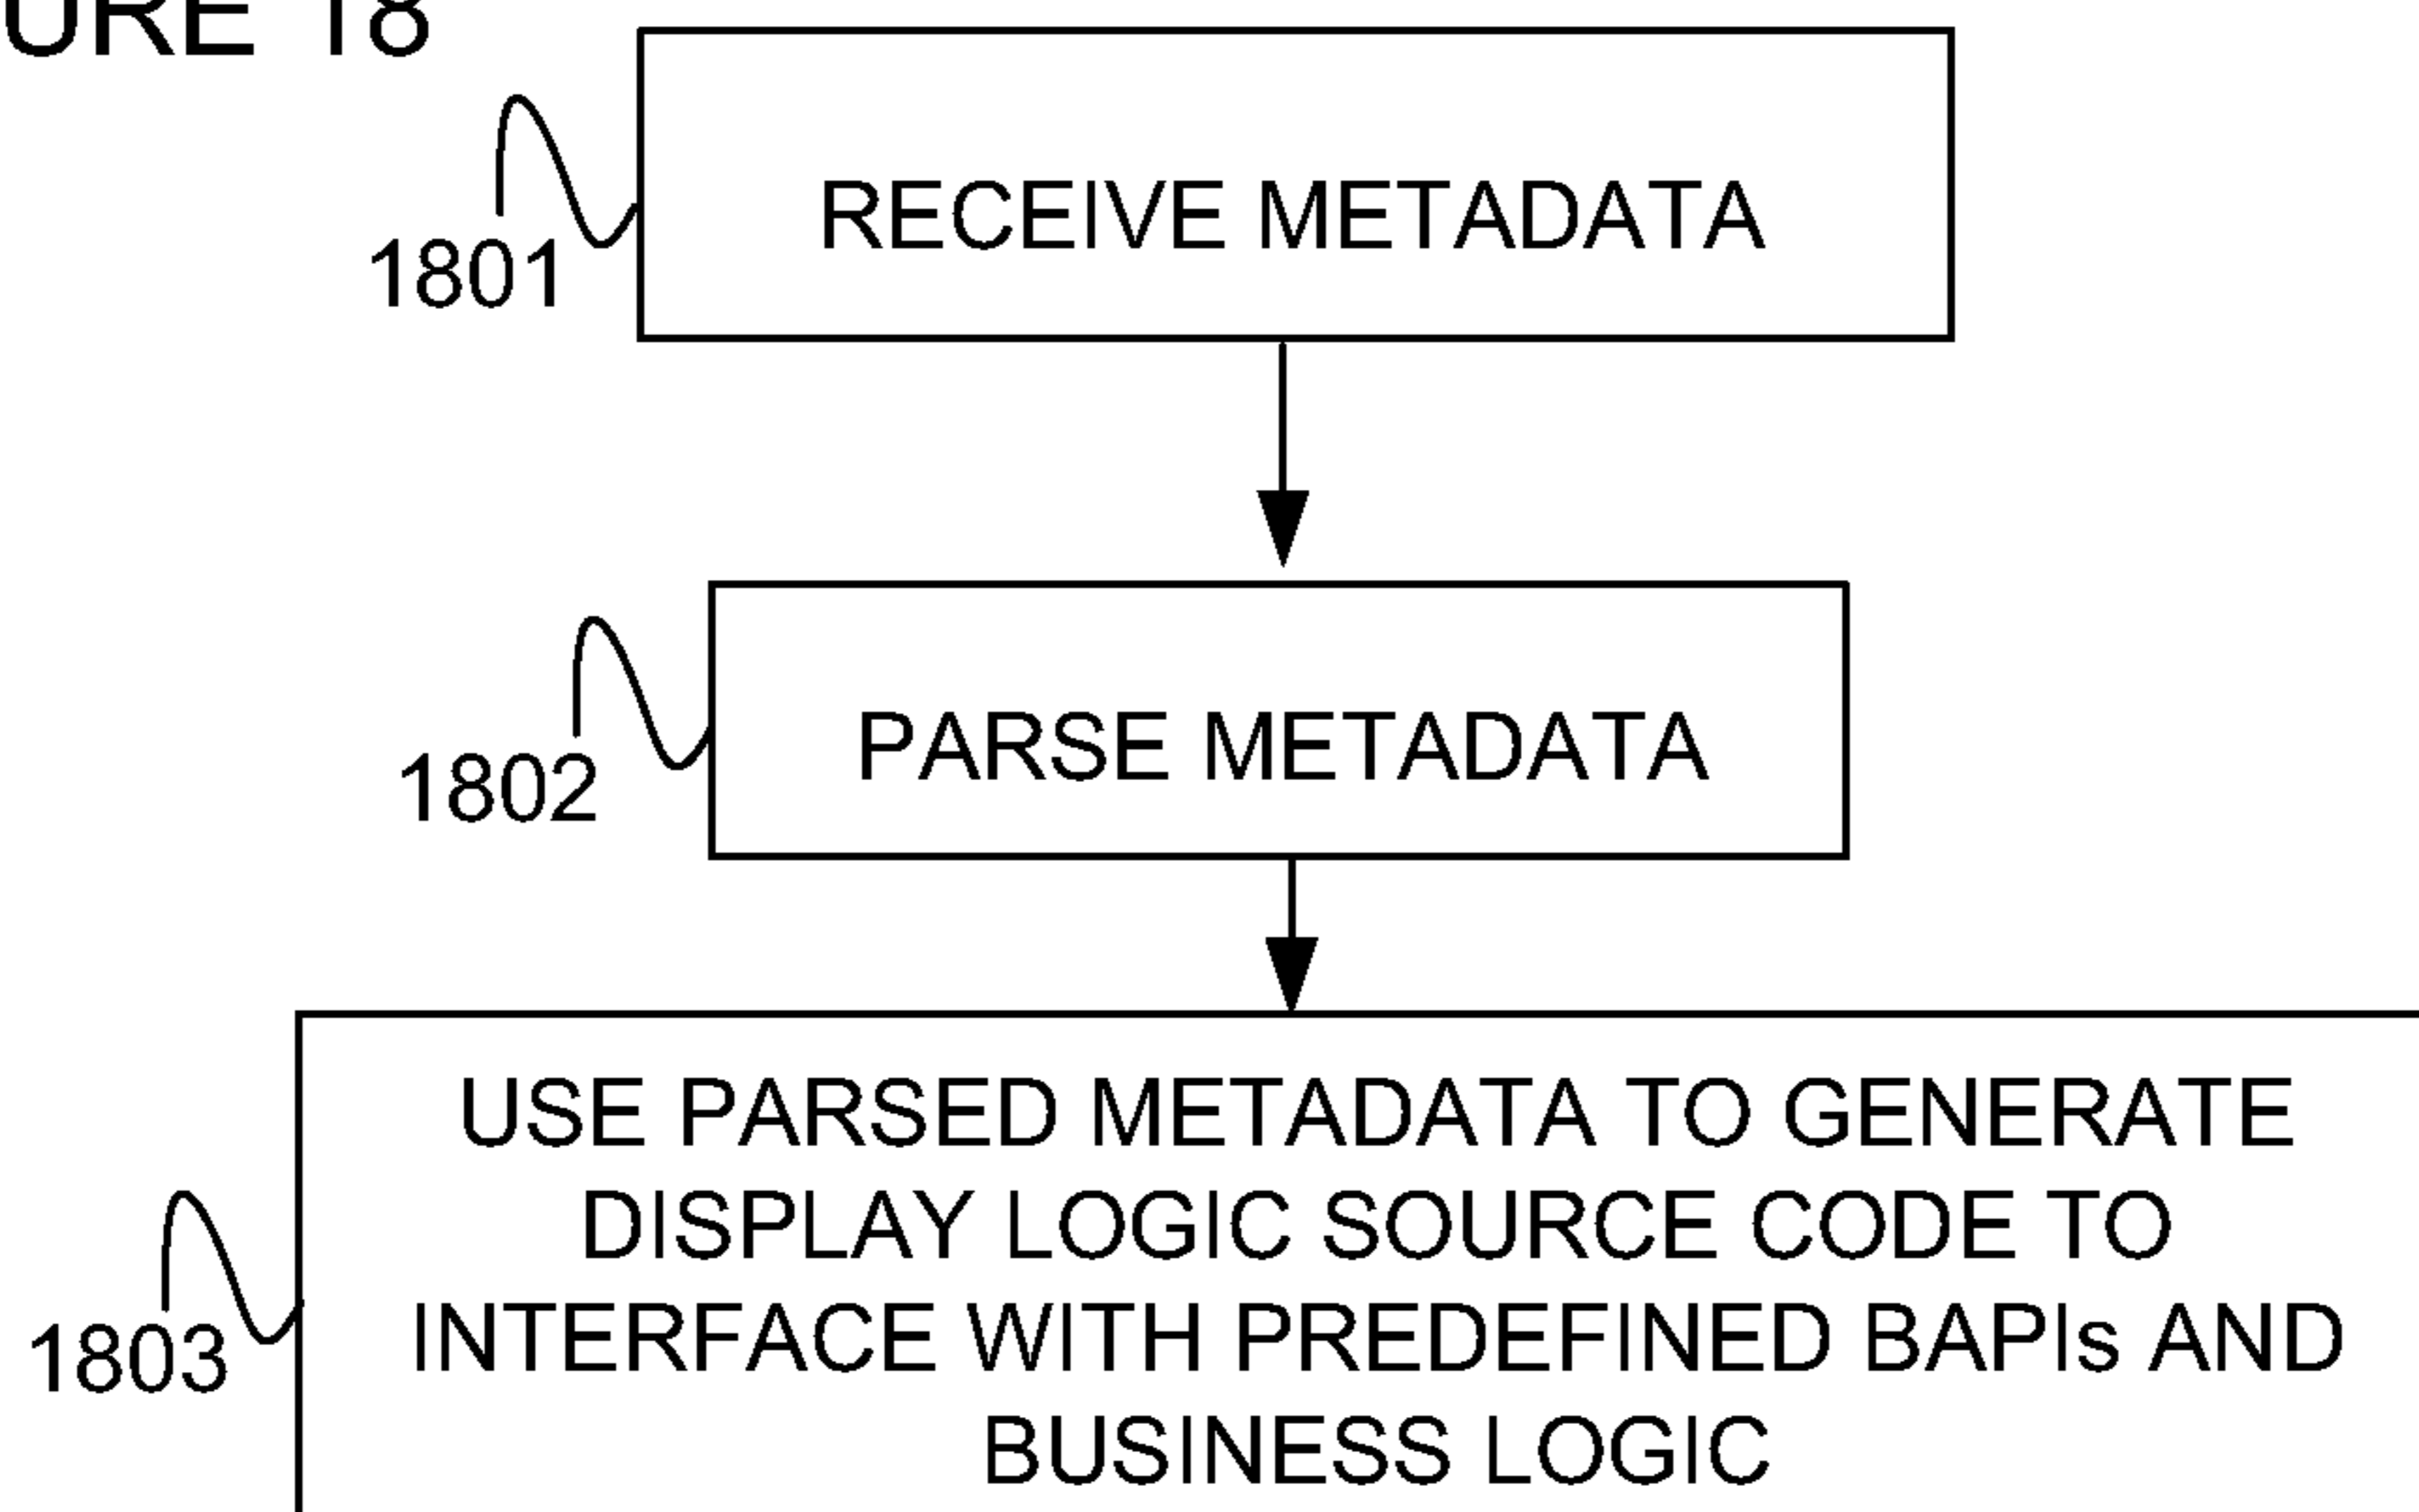 URE 18
RECEIVE METADATA
1801
PARSE METADATA
1802
USE PARSED METADATA TO GENERATE
DISPLAY LOGIC SOURCE CODE TO
INTERFACE WITH PREDEFINED BAPIs AND
BUSINESS LOGIC
1803